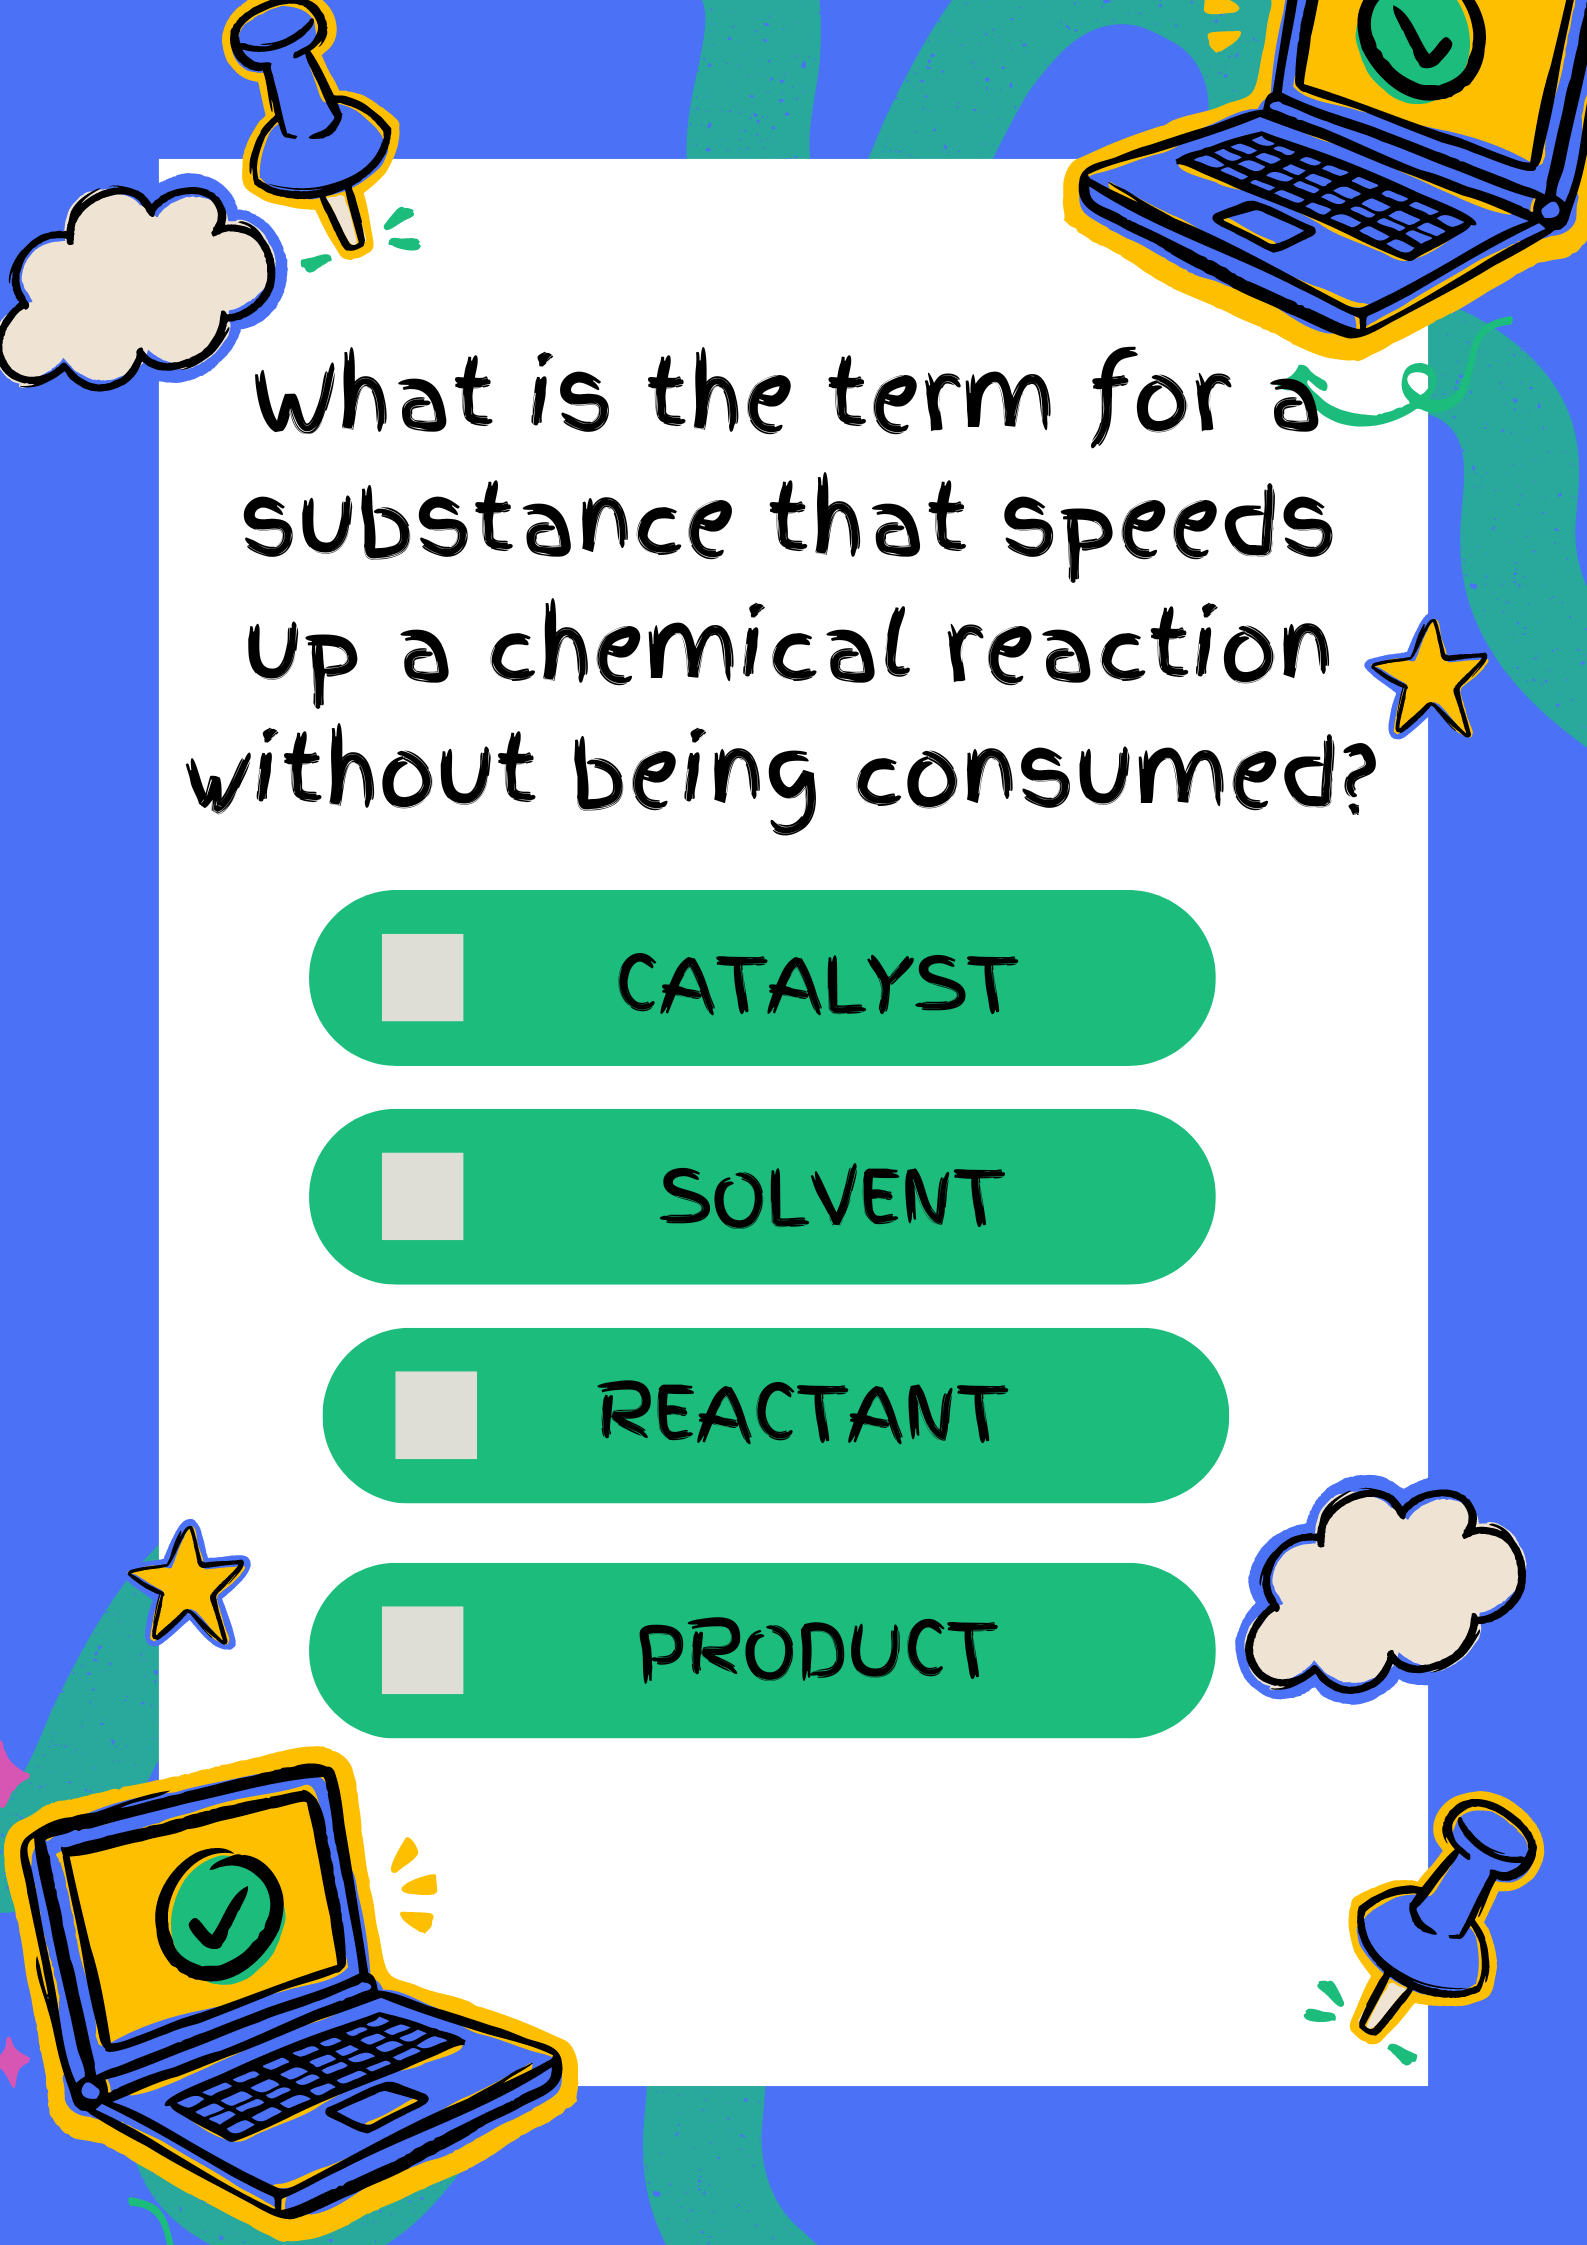 What is the term for a
substance that speeds
up a chemical reaction
without being consumed?
CATALYST
SOLVENT
REACTANT
PRODUCT